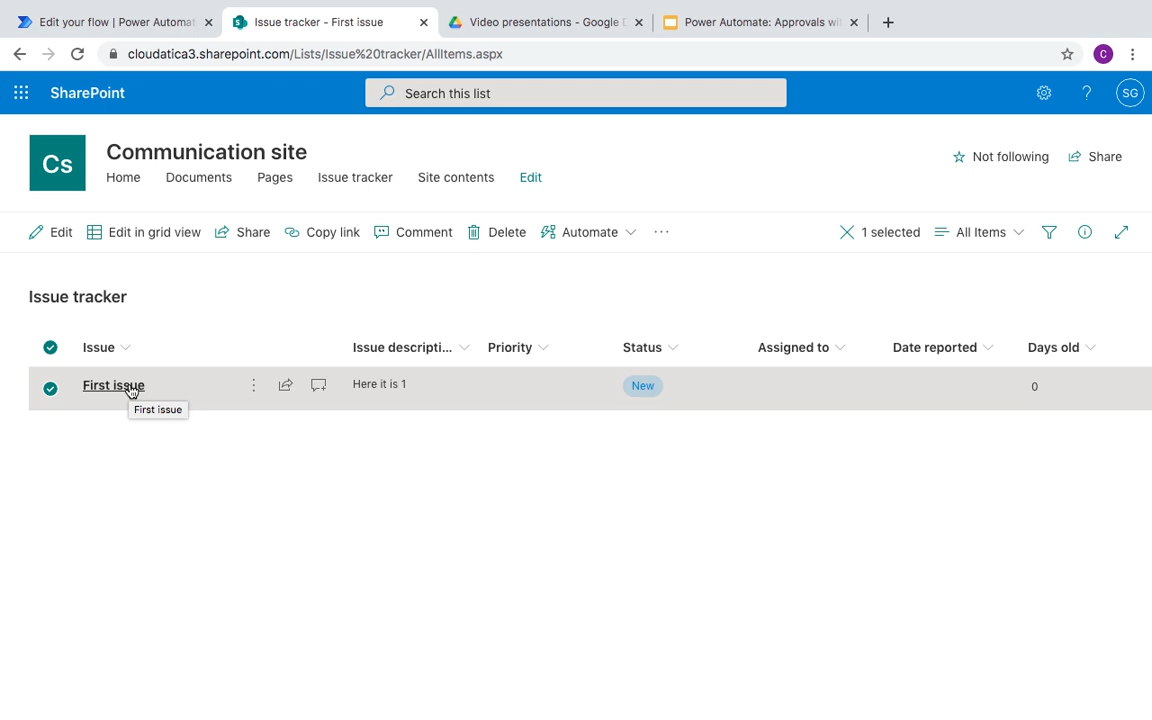 Edit your flow | Power Automat
Issue tracker - First issue
Video presentations - Google D
Power Automate: Approvals wit
cloudatica3.sharepoint.com/Lists/Issue%20tracker/AllItems.aspx
C
SharePoint
Search this list
?
SG
Cs
Communication site
Home
Documents
Pages
Issue tracker
Site contents
Edit
Not following
Share
Edit
Edit in grid view
Share
Copy link
Comment
Delete
Automate
1 selected
All Items
Issue tracker
Issue
Issue descripti...
Priority
Status
Assigned to
Date reported
Days old
First issue
Here it is 1
New
0
First issue